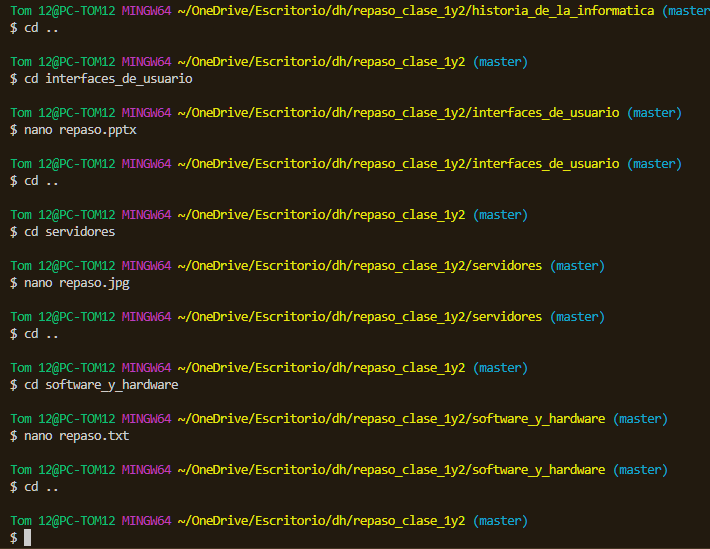 Tom 12@PC-TOM12 MINGW64 ~/OneDrive/Escritorio/dh/repaso_clase_1y2/historia_de_la_informatica (master
$ cd ..
Tom 12@PC-TOM12 MINGW64 ~/OneDrive/Escritorio/dh/repaso_clase_1y2 (master)
$ cd interfaces_de_usuario
Tom 12@PC-TOM12 MINGW64 ~/OneDrive/Escritorio/dh/repaso_clase_1y2/interfaces_de_usuario (master)
$ nano repaso.pptx
Tom 12@PC-TOM12 MINGW64 ~/OneDrive/Escritorio/dh/repaso_clase_1y2/interfaces_de_usuario (master)
$ cd ..
Tom 12@PC-TOM12 MINGW64 ~/OneDrive/Escritorio/dh/repaso_clase_1y2 (master)
$ cd servidores
Tom 12@PC-TOM12 MINGW64 ~/OneDrive/Escritorio/dh/repaso_clase_1y2/servidores (master)
$ nano repaso.jpg
Tom 12@PC-TOM12 MINGW64 ~/OneDrive/Escritorio/dh/repaso_clase_1y2/servidores (master)
$ cd ..
Tom 12@PC-TOM12 MINGW64 ~/OneDrive/Escritorio/dh/repaso_clase_1y2 (master)
$ cd software_y_hardware
Tom 12@PC-TOM12 MINGW64 ~/OneDrive/Escritorio/dh/repaso_clase_1y2/software_y_hardware (master)
$ nano repaso.txt
Tom 12@PC-TOM12 MINGW64 ~/OneDrive/Escritorio/dh/repaso_clase_1y2/software_y_hardware (master)
$ cd ..
Tom 12@PC-TOM12 MINGW64 ~/OneDrive/Escritorio/dh/repaso_clase_1y2 (master)
$